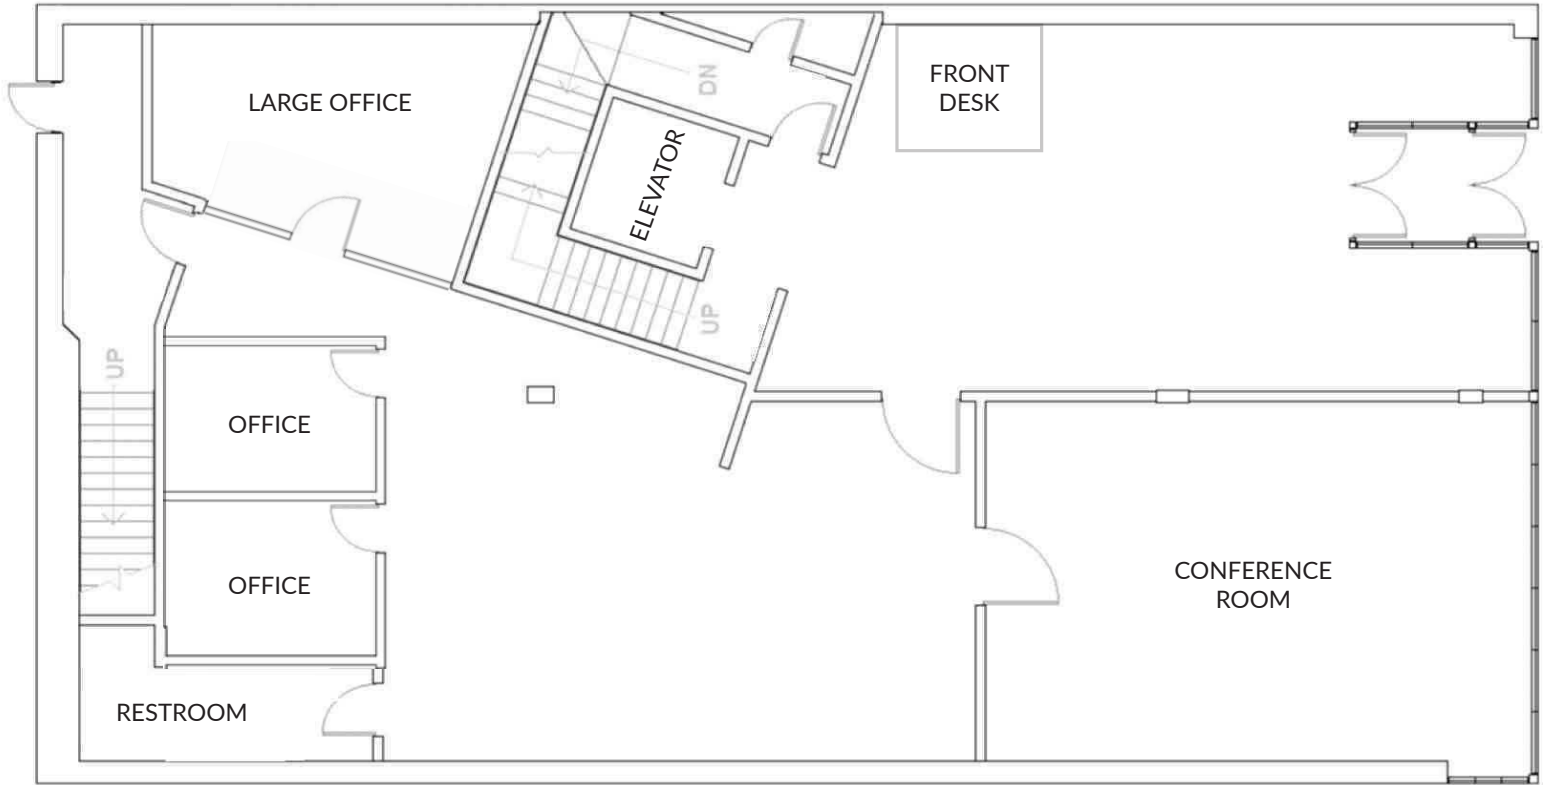 FRONT
DESK
LARGE OFFICE
DN
ELEVATOR
UP
UP
OFFICE
OFFICE
CONFERENCE
ROOM
RESTROOM